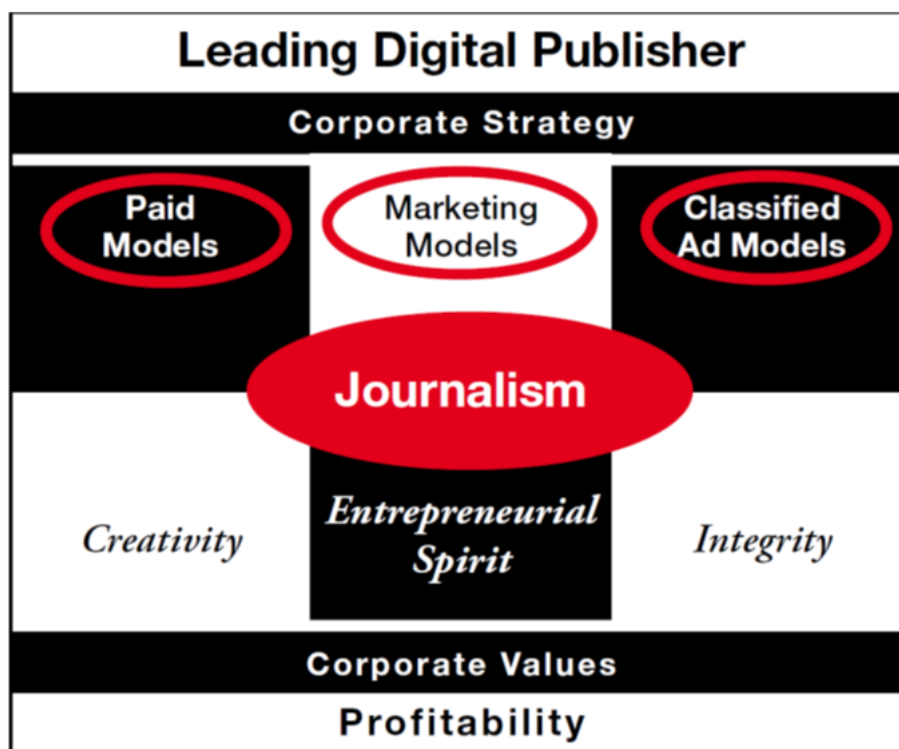 Leading Digital Publisher
Corporate Strategy
Paid
Models
Marketing
Models
Classified
Ad Models
Journalism
Creativity
Entrepreneurial
Spirit
Integrity
Corporate Values
Profitability